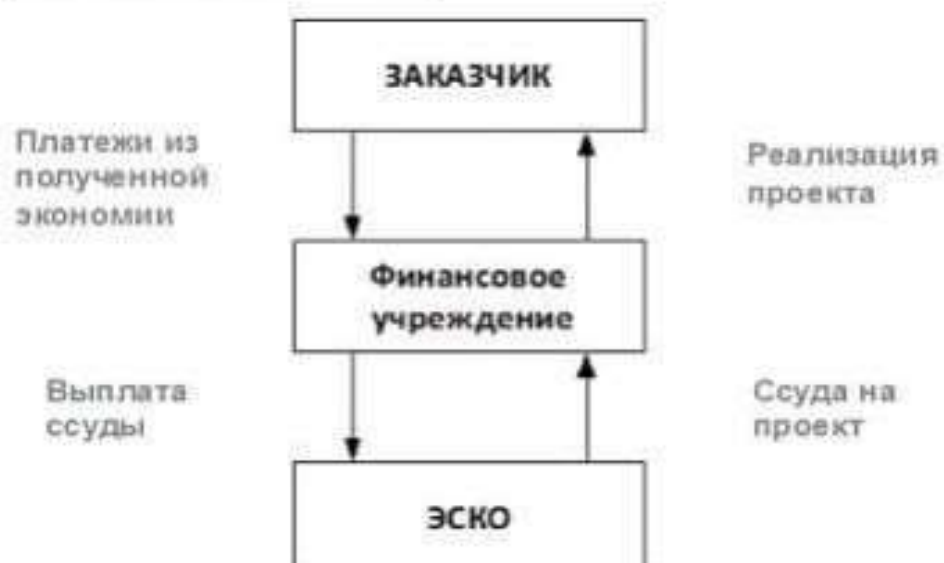 ЗАКАЗЧИК
Платежи из
полученной
экономии
Реализация
проекта
Финансовое
учреждение
Выплата
ссуды
Ссуда на
проект
ЭСКО